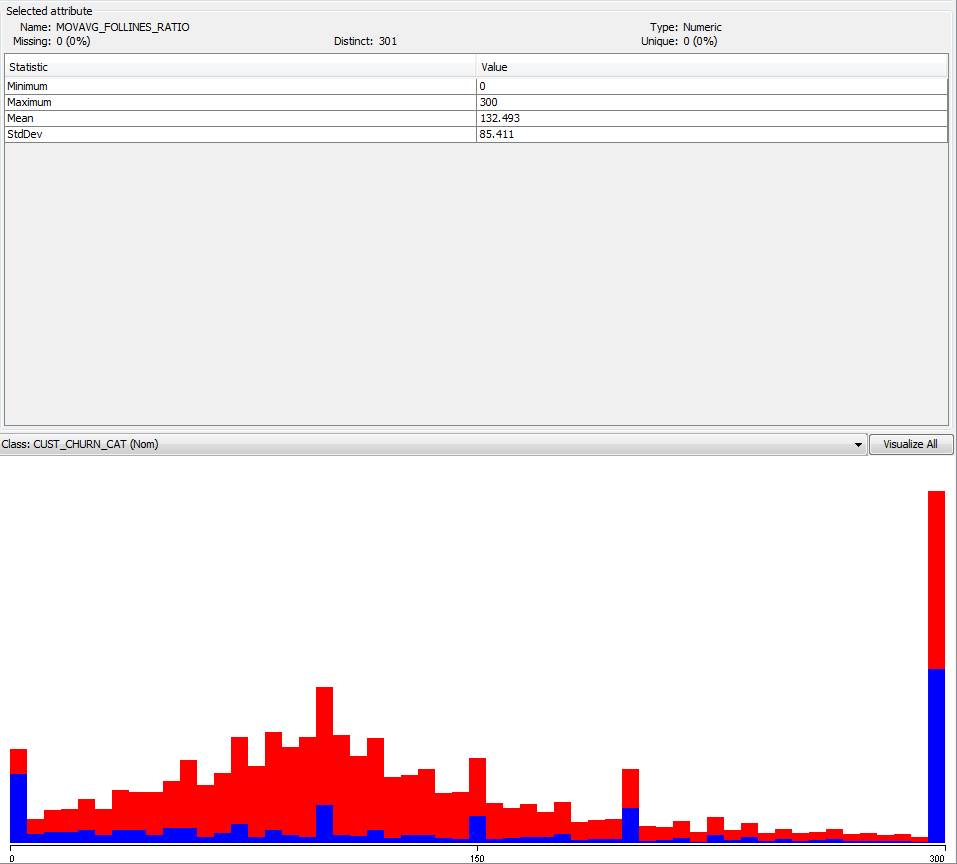 Selected attribute
Name: MOVAVG_FOLLINES_RATIO Type: Numeric
Missing: 0 (0%) Distinct: 301 Unique: 0 (0%)
Statistic Value
Minimum 0
Maximum 300
Mean 132.493
StdDev 85.411
Class: CUST_CHURN_CAT (Nom) Visualize All
0 150 300